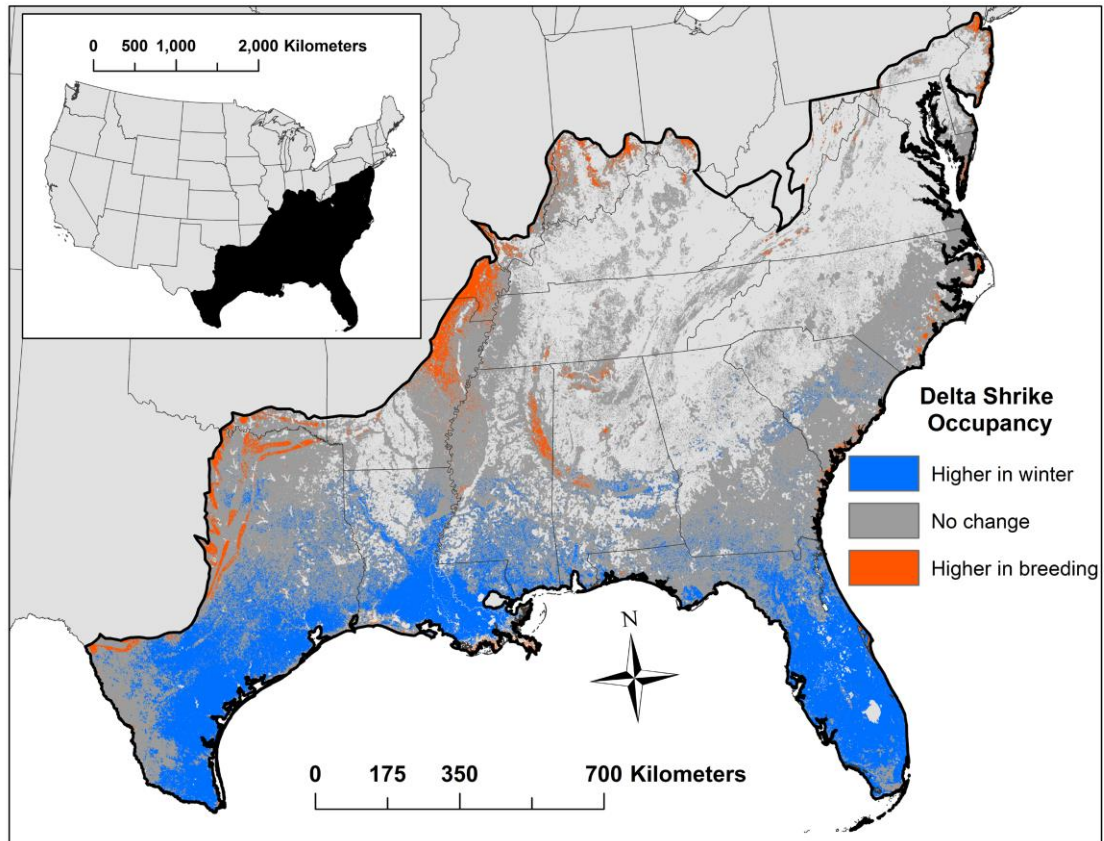 0 500 1,000 2,000 Kilometers
Delta Shrike
Occupancy
Higher in winter
No change
Higher in breeding
N
0 175 350 700 Kilometers